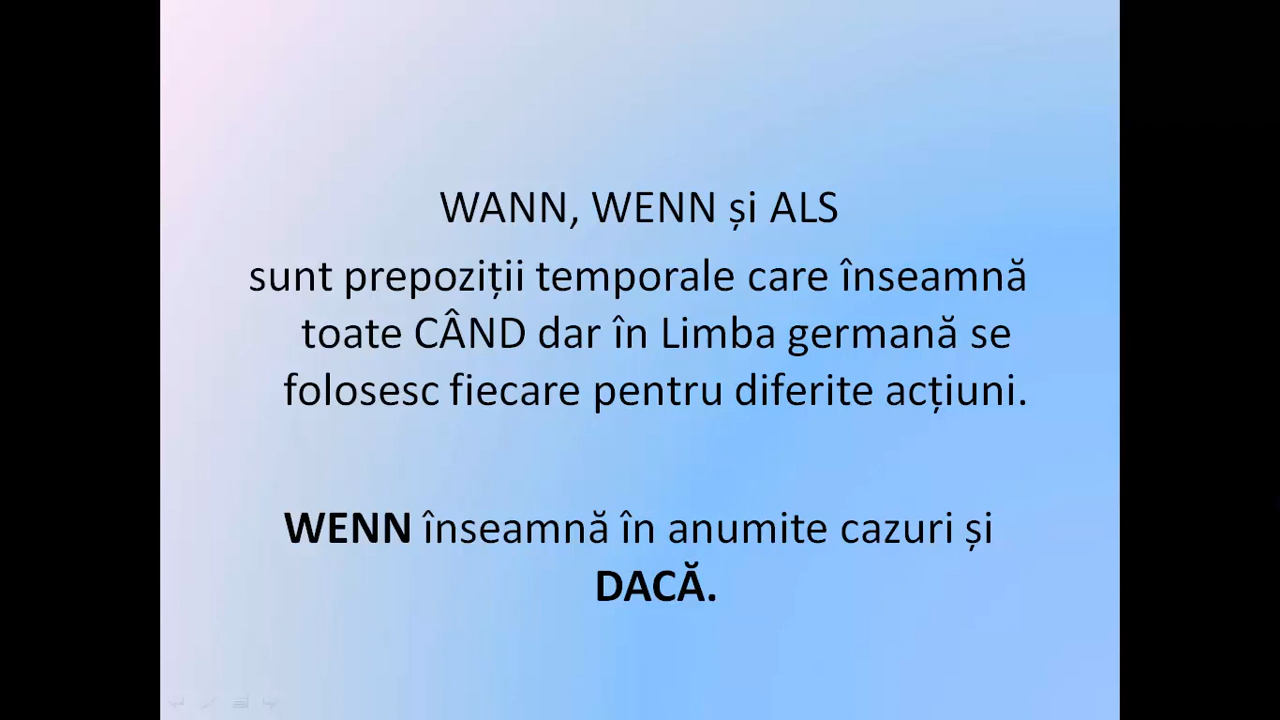 WANN, WENN și ALS
sunt prepoziții temporale care înseamnă
toate CÂND dar în Limba germană se
folosesc fiecare pentru diferite acțiuni.
WENN înseamnă în anumite cazuri și
DACĂ.